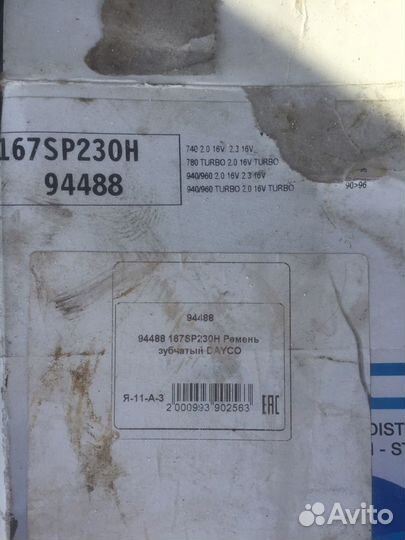 167SP230H
94488
740 2.0 16V 2.3 16V
780 TURBO 2.0 16V TURBO
940/960 2.0 16V 2.3 16V
940/960 TURBO 2.0 16V TURBO
90>96
94488
94488 167SP230H Ремень
зубчатый DAYCO
Я-11-А-3
2 000993 902563
EAC
DIST
- ST
Avito